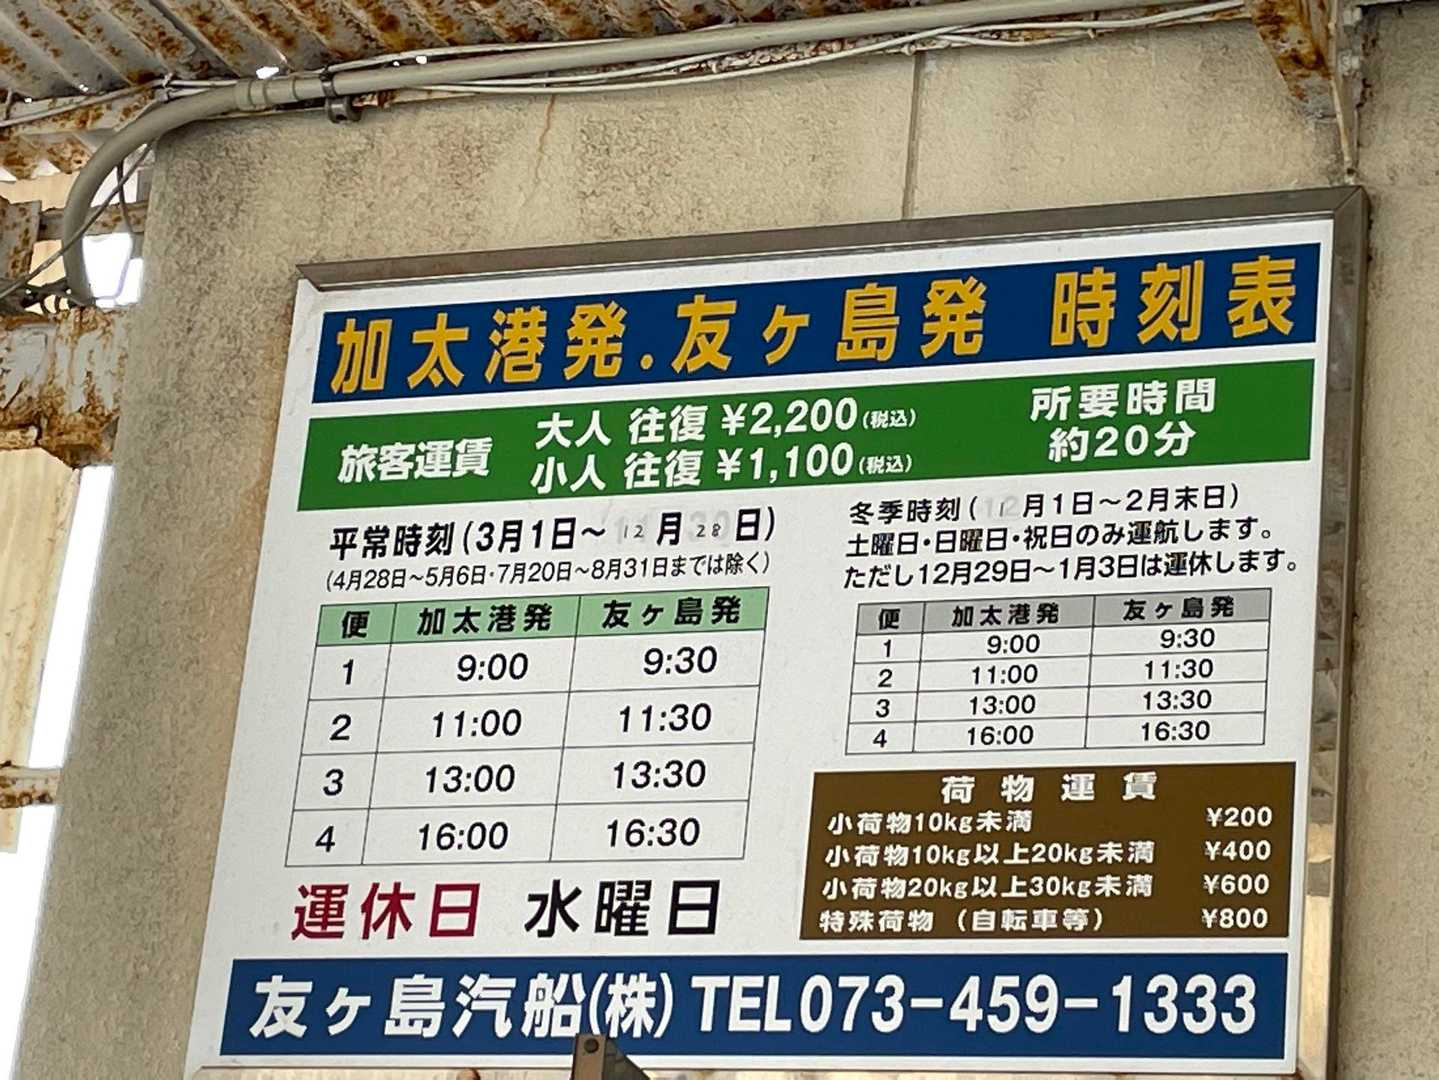 加太港発.友ヶ島発 時刻表
旅客運賃
大人 往復 ¥2,200(税込)
小人 往復 ¥1,100(税込)
所要時間
約20分
平常時刻(3月1日～12月28日)
(4月28日～5月6日・7月20日～8月31日までは除く)
便 加太港発 友ヶ島発
1 9:00 9:30
2 11:00 11:30
3 13:00 13:30
4 16:00 16:30
運休日 水曜日
冬季時刻( 月1日～2月末日)
土曜日・日曜日・祝日のみ運航します。
ただし12月29日～1月3日は運休します。
便 加太港発 友ヶ島発
1 9:00 9:30
2 11:00 11:30
3 13:00 13:30
4 16:00 16:30
荷物運賃
小荷物10kg未満 ¥200
小荷物10kg以上20kg未満 ¥400
小荷物20kg以上30kg未満 ¥600
特殊荷物（自転車等） ¥800
友ヶ島汽船(株) TEL073-459-1333